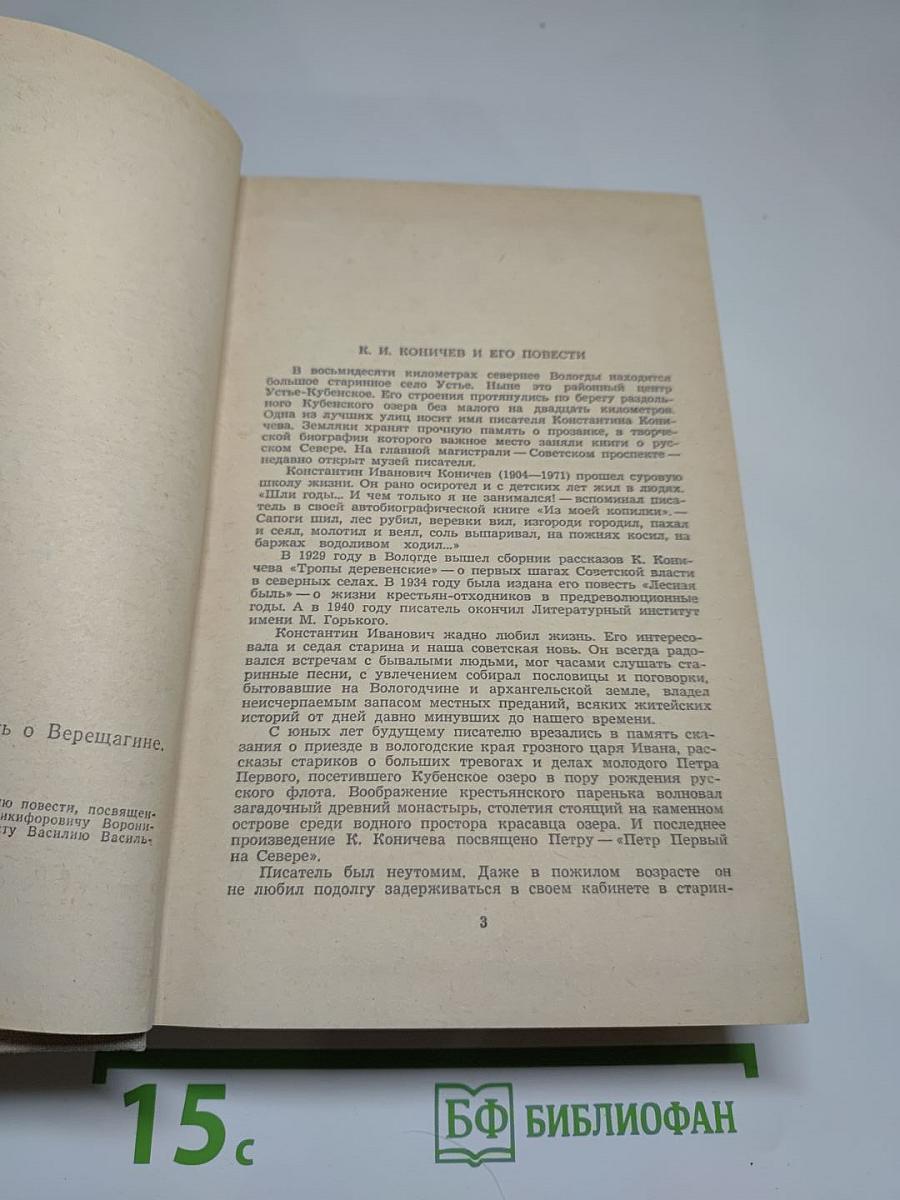 ь о Верещагине.
ю повести, посвящен-
икифоровичу Ворони-
ту Василию Василь-
К. И. КОНИЧЕВ И ЕГО ПОВЕСТИ
В восьмидесяти километрах севернее Вологды находится
большое старинное село Устье. Ныне это районный центр
Устье-Кубенское. Его строения протянулись по берегу раздоль-
ного Кубенского озера без малого на двадцать километров.
Одна из лучших улиц носит имя писателя Константина Кони-
чева. Земляки хранят прочную память о прозаике, в творче-
ской биографии которого важное место заняли книги о рус-
ском Севере. На главной магистрали — Советском проспекте —
недавно открыт музей писателя.
Константин Иванович Коничев (1904—1971) прошел суровую
школу жизни. Он рано осиротел и с детских лет жил в людях.
«Шли годы... И чем только я не занимался! — вспоминал писа-
тель в своей автобиографической книге «Из моей копилки». —
Сапоги шил, лес рубил, веревки вил, изгороди городил, пахал
и сеял, молотил и веял, соль выпаривал, на пожнях косил, на
баржах водоливом ходил...»
В 1929 году в Вологде вышел сборник рассказов К. Кони-
чева «Тропы деревенские» — о первых шагах Советской власти
в северных селах. В 1934 году была издана его повесть «Лесная
быль» — о жизни крестьян-отходников в предреволюционные
годы. А в 1940 году писатель окончил Литературный институт
имени М. Горького.
Константин Иванович жадно любил жизнь. Его интересо-
вала и седая старина и наша советская новь. Он всегда радо-
вался встречам с бывалыми людьми, мог часами слушать ста-
ринные песни, с увлечением собирал пословицы и поговорки,
бытовавшие на Вологодчине и архангельской земле, владел
неисчерпаемым запасом местных преданий, всяких житейских
историй от дней давно минувших до нашего времени.
С юных лет будущему писателю врезались в память ска-
зания о приезде в вологодские края грозного царя Ивана, рас-
сказы стариков о больших тревогах и делах молодого Петра
Первого, посетившего Кубенское озеро в пору рождения рус-
ского флота. Воображение крестьянского паренька волновал
загадочный древний монастырь, столетия стоящий на каменном
острове среди водного простора красавца озера. И последнее
произведение К. Коничева посвящено Петру — «Петр Первый
на Севере».
Писатель был неутомим. Даже в пожилом возрасте он
не любил подолгу задерживаться в своем кабинете в старин-
3
15 с
БФ БИБЛИОФАН